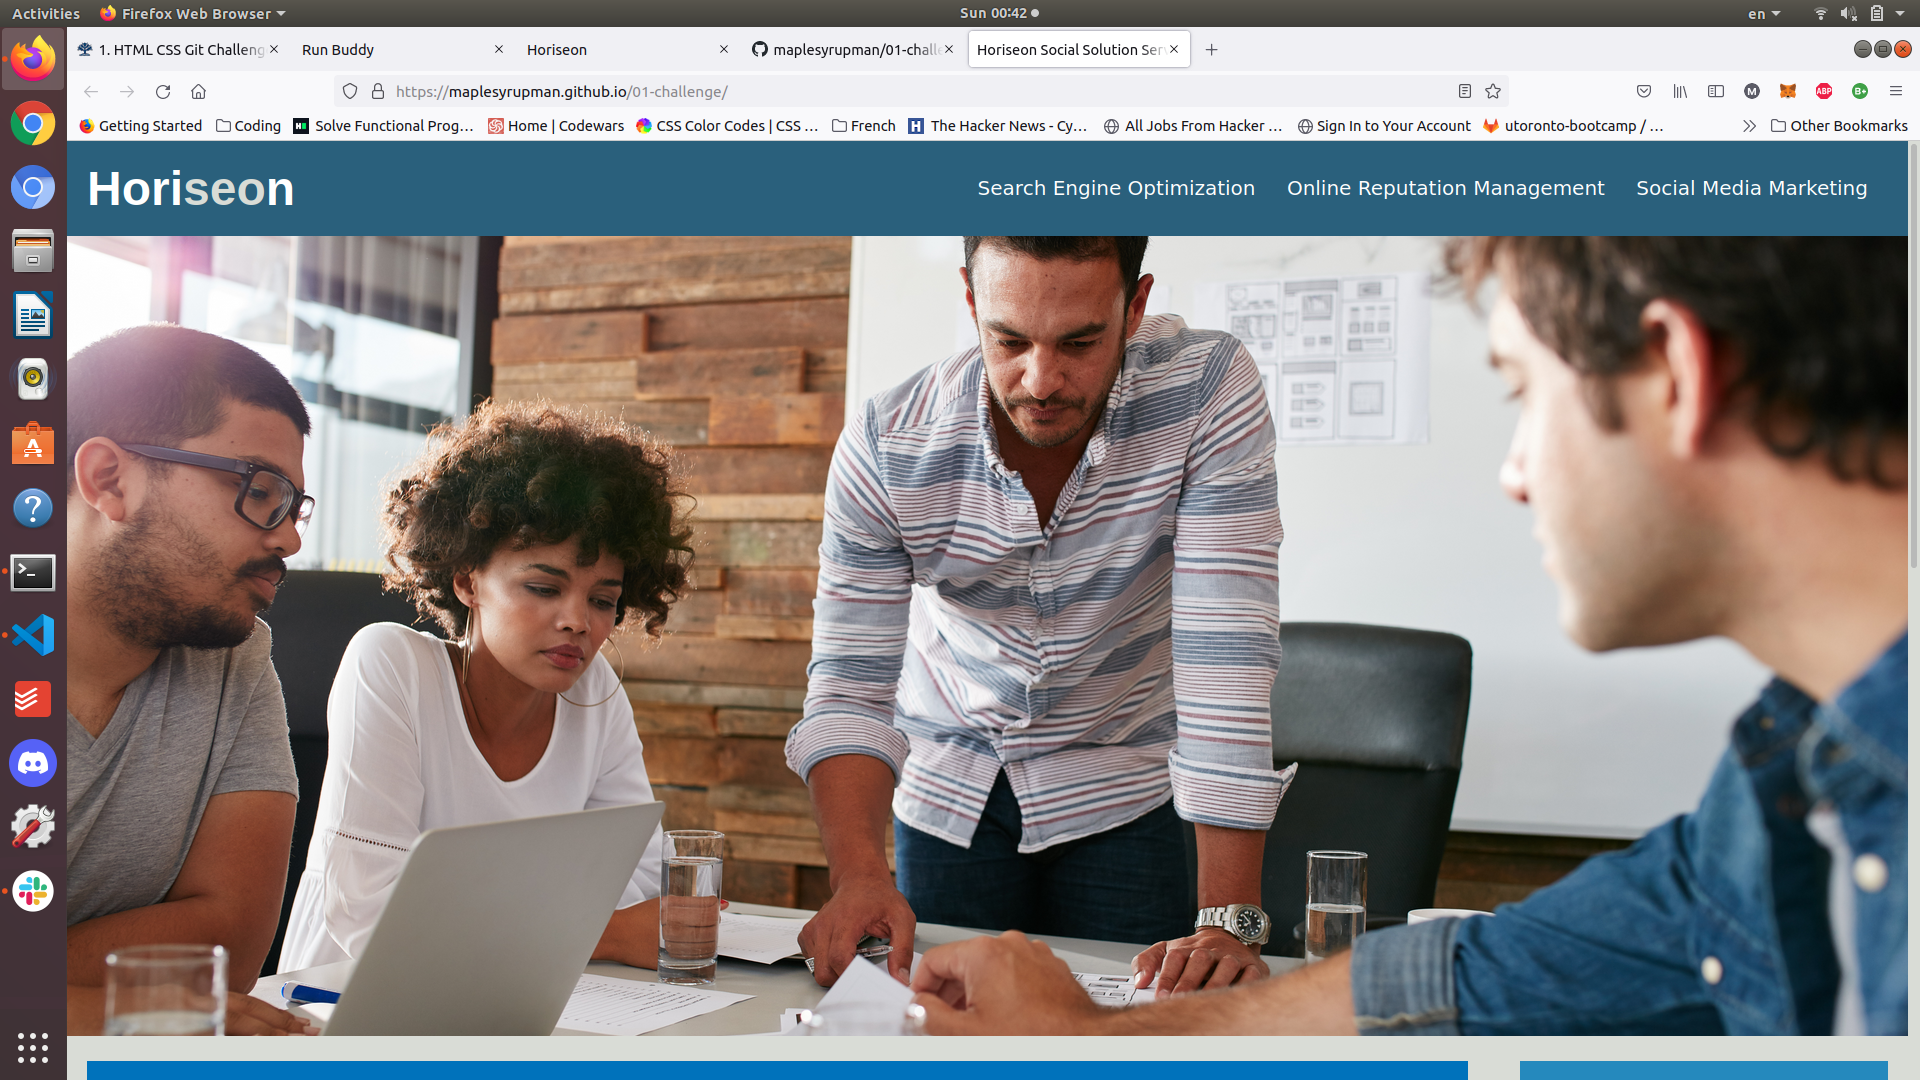 Activities Firefox Web Browser Sun 00:42 en
1. HTML CSS Git Challeng Run Buddy Horiseon maplesyrupman/01-challe Horiseon Social Solution Ser
https://maplesyrupman.github.io/01-challenge/ M ABP B+
Getting Started Coding Solve Functional Prog… Home | Codewars CSS Color Codes | CSS … French H The Hacker News - Cy… All Jobs From Hacker … Sign In to Your Account utoronto-bootcamp / … Other Bookmarks
Horiseon Search Engine Optimization Online Reputation Management Social Media Marketing